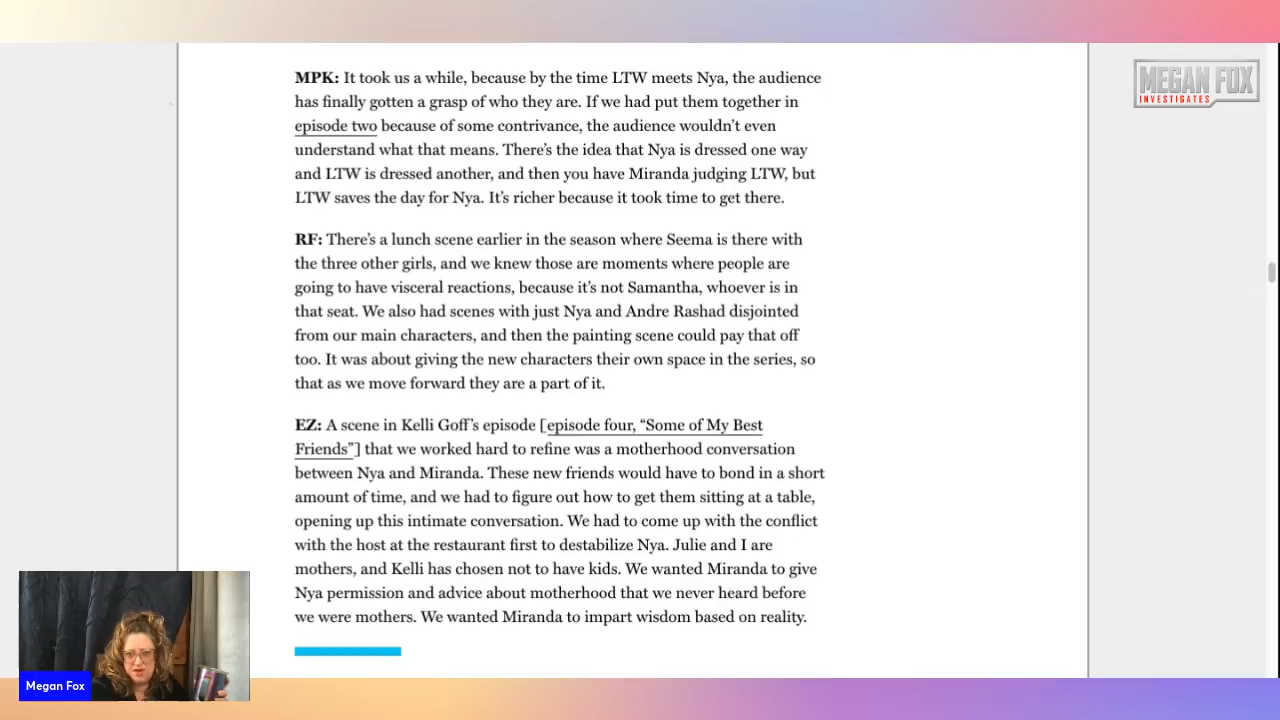 MEGAN FOX
INVESTIGATES
MPK: It took us a while, because by the time LTW meets Nya, the audience
has finally gotten a grasp of who they are. If we had put them together in
episode two because of some contrivance, the audience wouldn’t even
understand what that means. There’s the idea that Nya is dressed one way
and LTW is dressed another, and then you have Miranda judging LTW, but
LTW saves the day for Nya. It’s richer because it took time to get there.
RF: There’s a lunch scene earlier in the season where Seema is there with
the three other girls, and we knew those are moments where people are
going to have visceral reactions, because it’s not Samantha, whoever is in
that seat. We also had scenes with just Nya and Andre Rashad disjointed
from our main characters, and then the painting scene could pay that off
too. It was about giving the new characters their own space in the series, so
that as we move forward they are a part of it.
EZ: A scene in Kelli Goff’s episode [episode four, “Some of My Best
Friends”] that we worked hard to refine was a motherhood conversation
between Nya and Miranda. These new friends would have to bond in a short
amount of time, and we had to figure out how to get them sitting at a table,
opening up this intimate conversation. We had to come up with the conflict
with the host at the restaurant first to destabilize Nya. Julie and I are
mothers, and Kelli has chosen not to have kids. We wanted Miranda to give
Nya permission and advice about motherhood that we never heard before
we were mothers. We wanted Miranda to impart wisdom based on reality.
Megan Fox